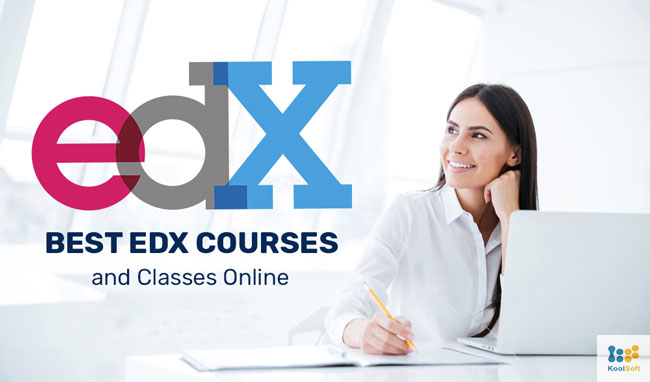 edX
BEST EDX COURSES
and Classes Online
KoolSoft